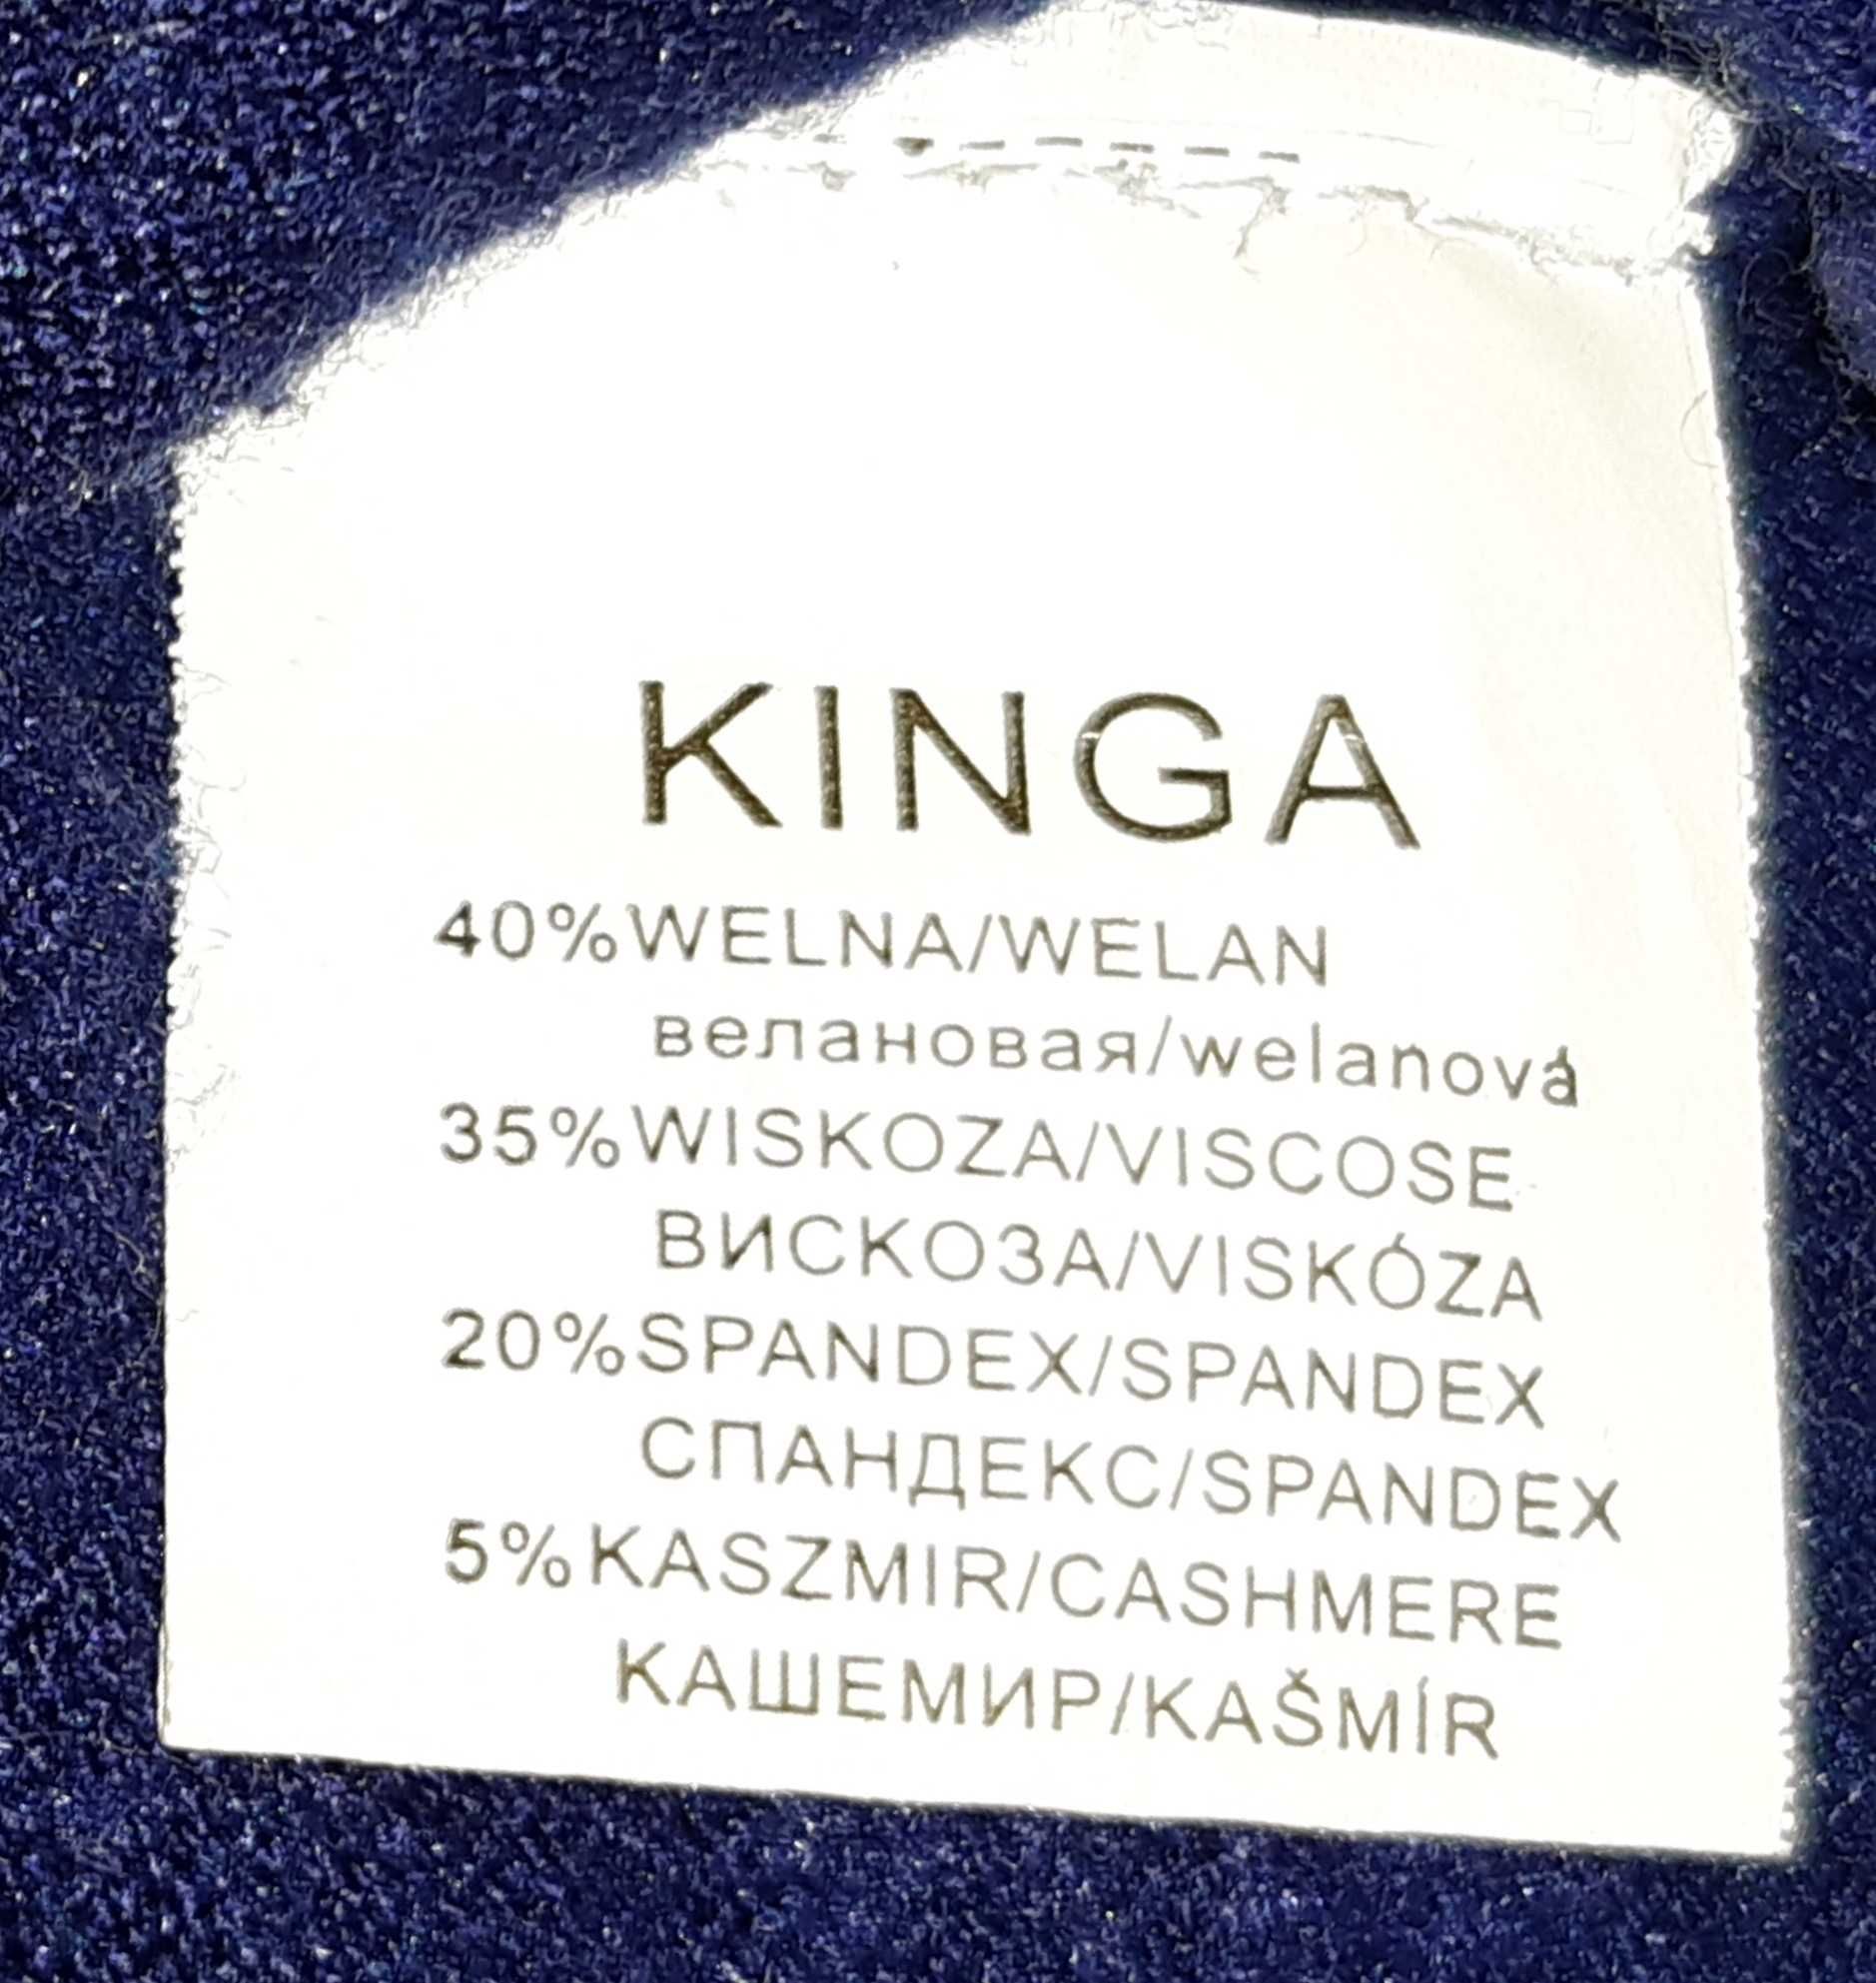 KINGA
40%WELNA/WELAN
велановая/welanová
35%WISKOZA/VISCOSE
ВИСКОЗА/VISKÓZA
20%SPANDEX/SPANDEX
СПАНДЕКС/SPANDEX
5%KASZMIR/CASHMERE
КАШЕМИР/KAŠMÍR